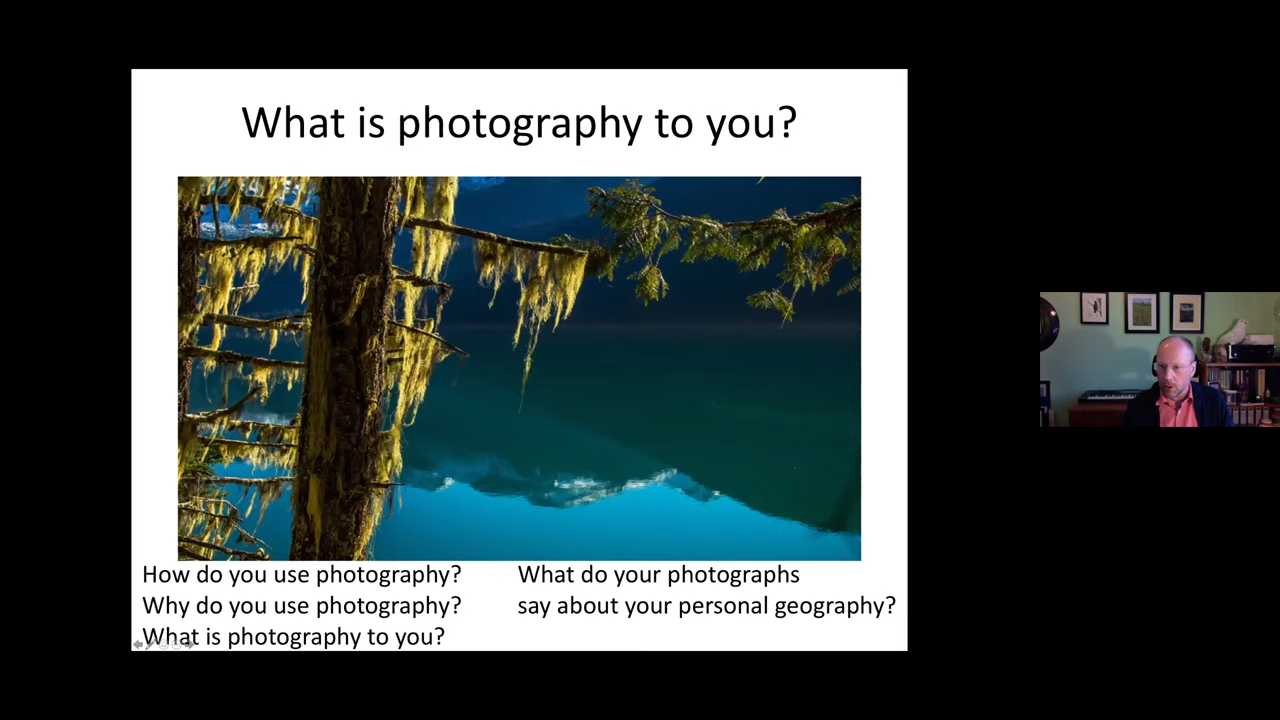 What is photography to you?
How do you use photography?
Why do you use photography?
What is photography to you?
What do your photographs
say about your personal geography?